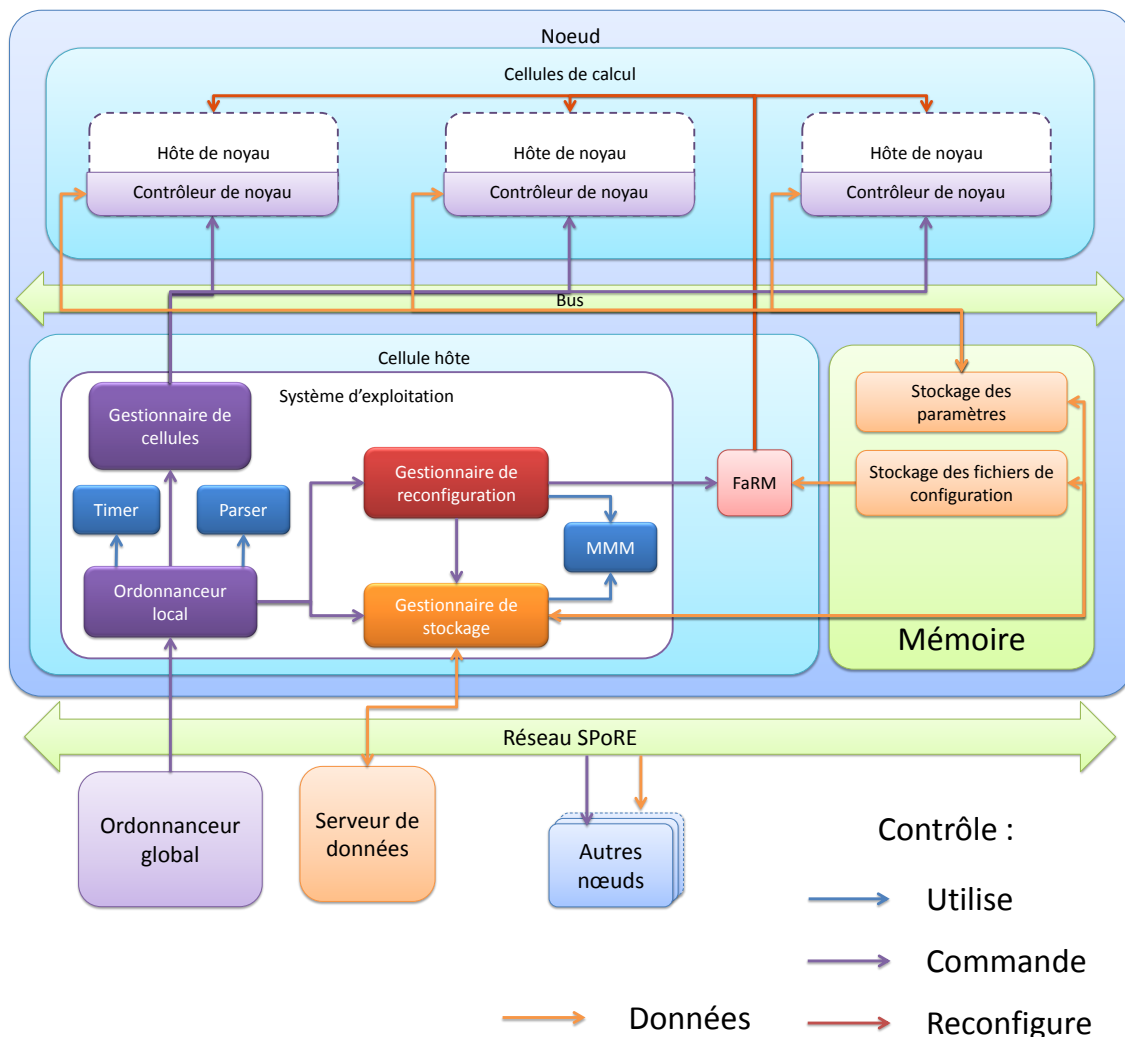 Noeud
Cellules de calcul
Hôte de noyau
Hôte de noyau
Hôte de noyau
Contrôleur de noyau
Contrôleur de noyau
Contrôleur de noyau
Bus
Cellule hôte
Système d’exploitation
Gestionnaire de
cellules
Stockage des
paramètres
Gestionnaire de
reconfiguration
FaRM
Stockage des fichiers de
configuration
Timer
Parser
MMM
Ordonnanceur
local
Gestionnaire de
stockage
Mémoire
Réseau SPoRE
Ordonnanceur
global
Serveur de
données
Autres
nœuds
Contrôle :
Utilise
Commande
Données
Reconfigure